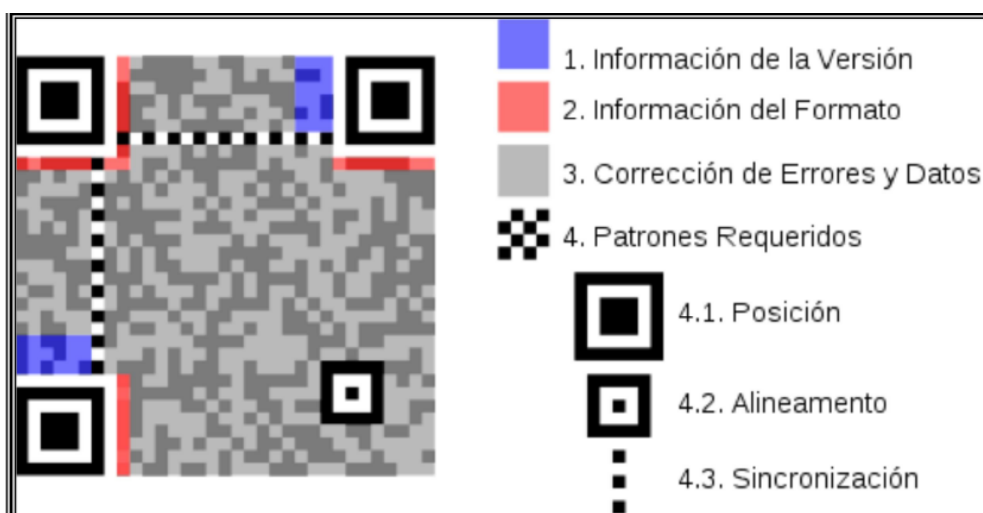 1. Información de la Versión
2. Información del Formato
3. Corrección de Errores y Datos
4. Patrones Requeridos
4.1. Posición
4.2. Alineamento
4.3. Sincronización